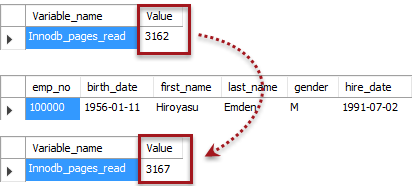 Variable_name Value
Innodb_pages_read 3162
emp_no birth_date first_name last_name gender hire_date
100000 1956-01-11 Hiroyasu Emden M 1991-07-02
Variable_name Value
Innodb_pages_read 3167